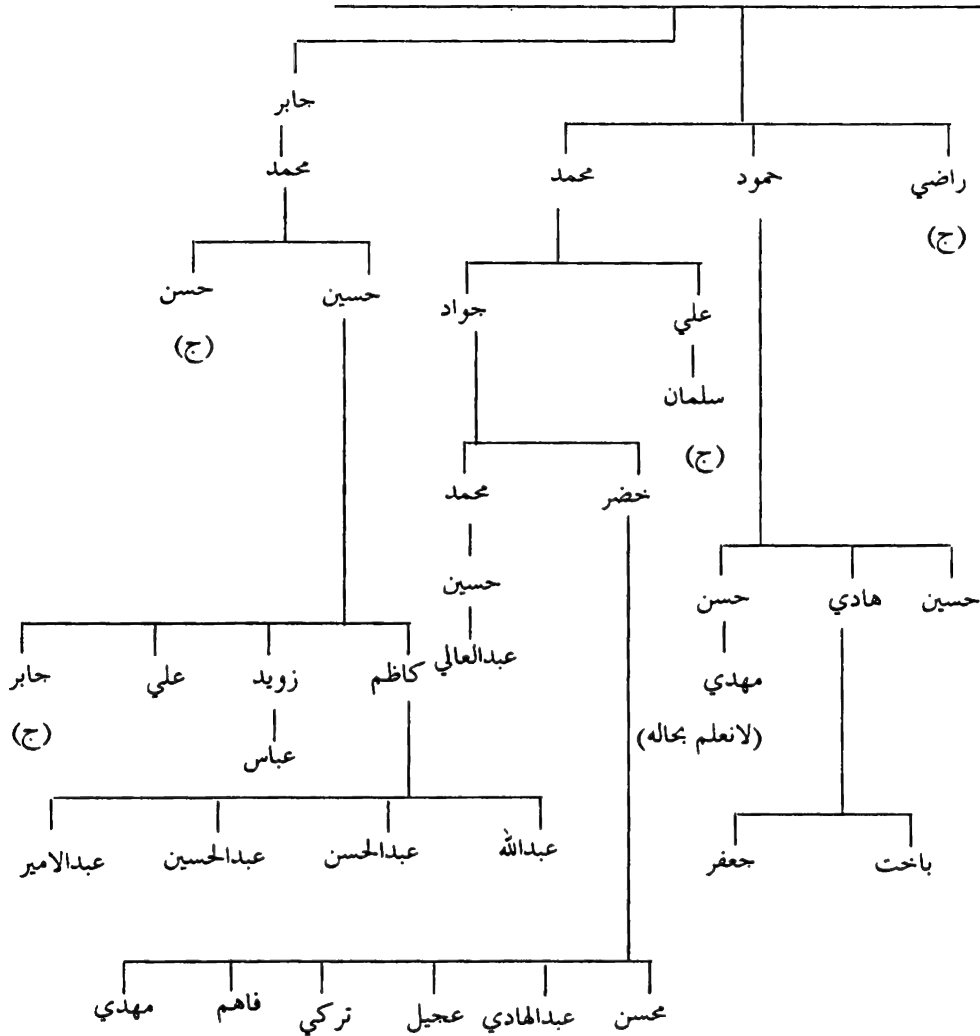 جابر
راضي حمود محمد محمد
(ج)
علي جواد حسين حسن
(ج)
سلمان
(ج)
خضر محمد
حسين هادي حسن حسين
مهدي عبدالعالي كاظم زويد علي جابر
(لانعلم بحاله) (ج)
عباس
باخت جعفر عبدالله عبدالحسن عبدالحسين عبدالامير
محسن عبدالهادي عجيل تركي فاهم مهدي